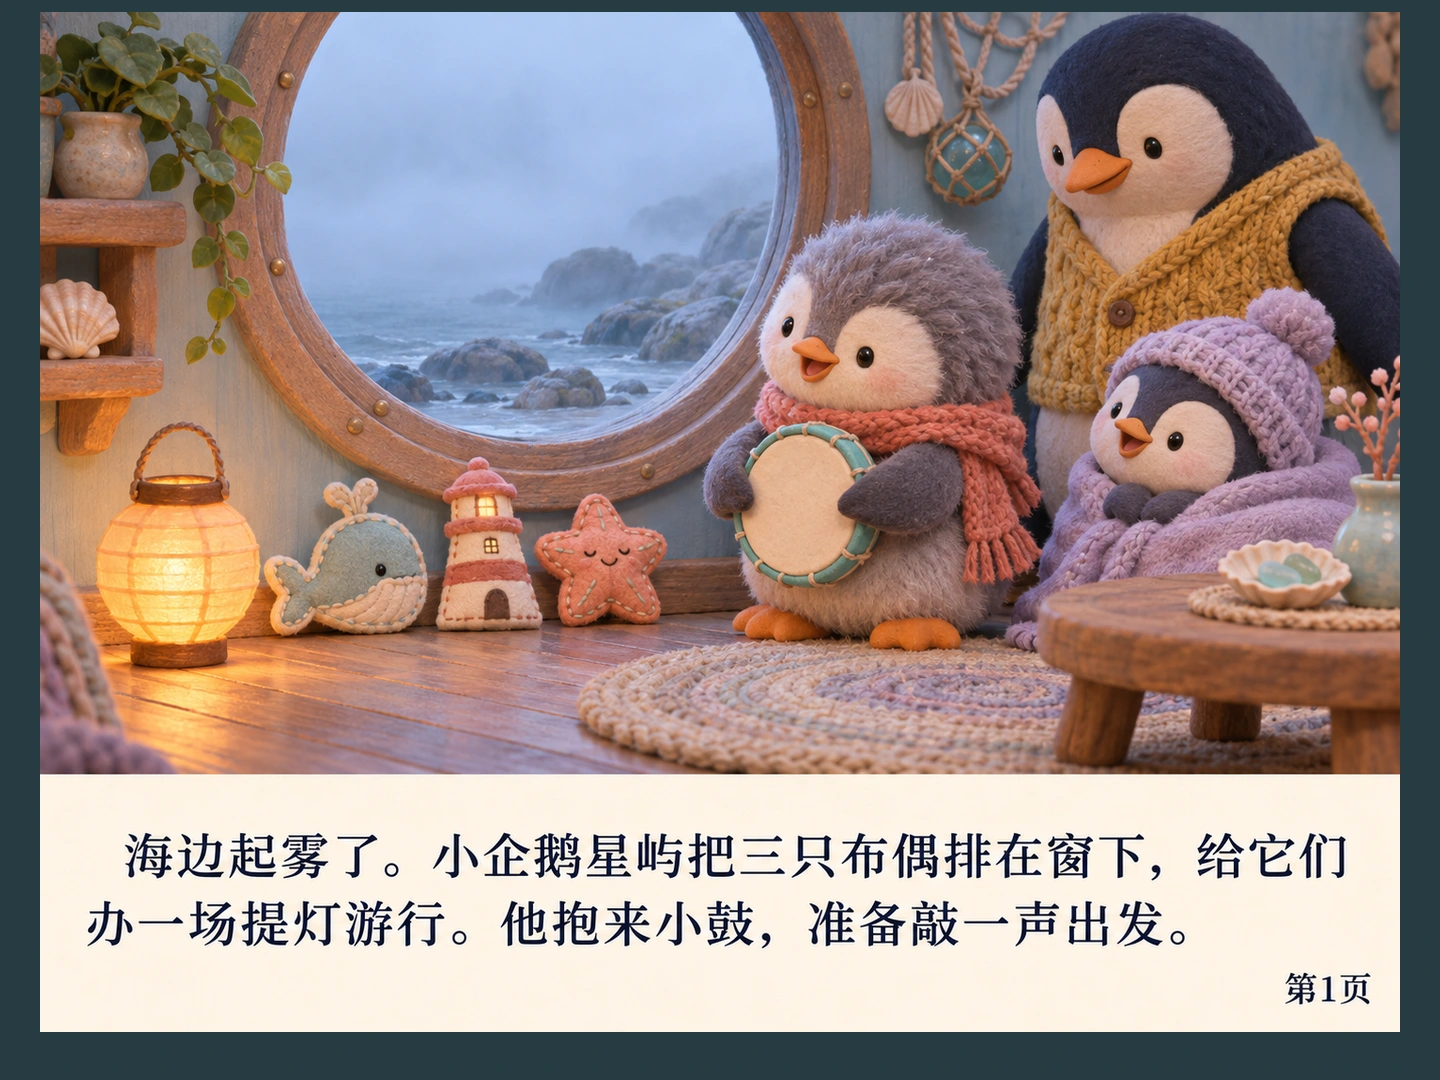 海边起雾了。小企鹅星屿把三只布偶排在窗下，给它们
办一场提灯游行。他抱来小鼓，准备敲一声出发。
第1页